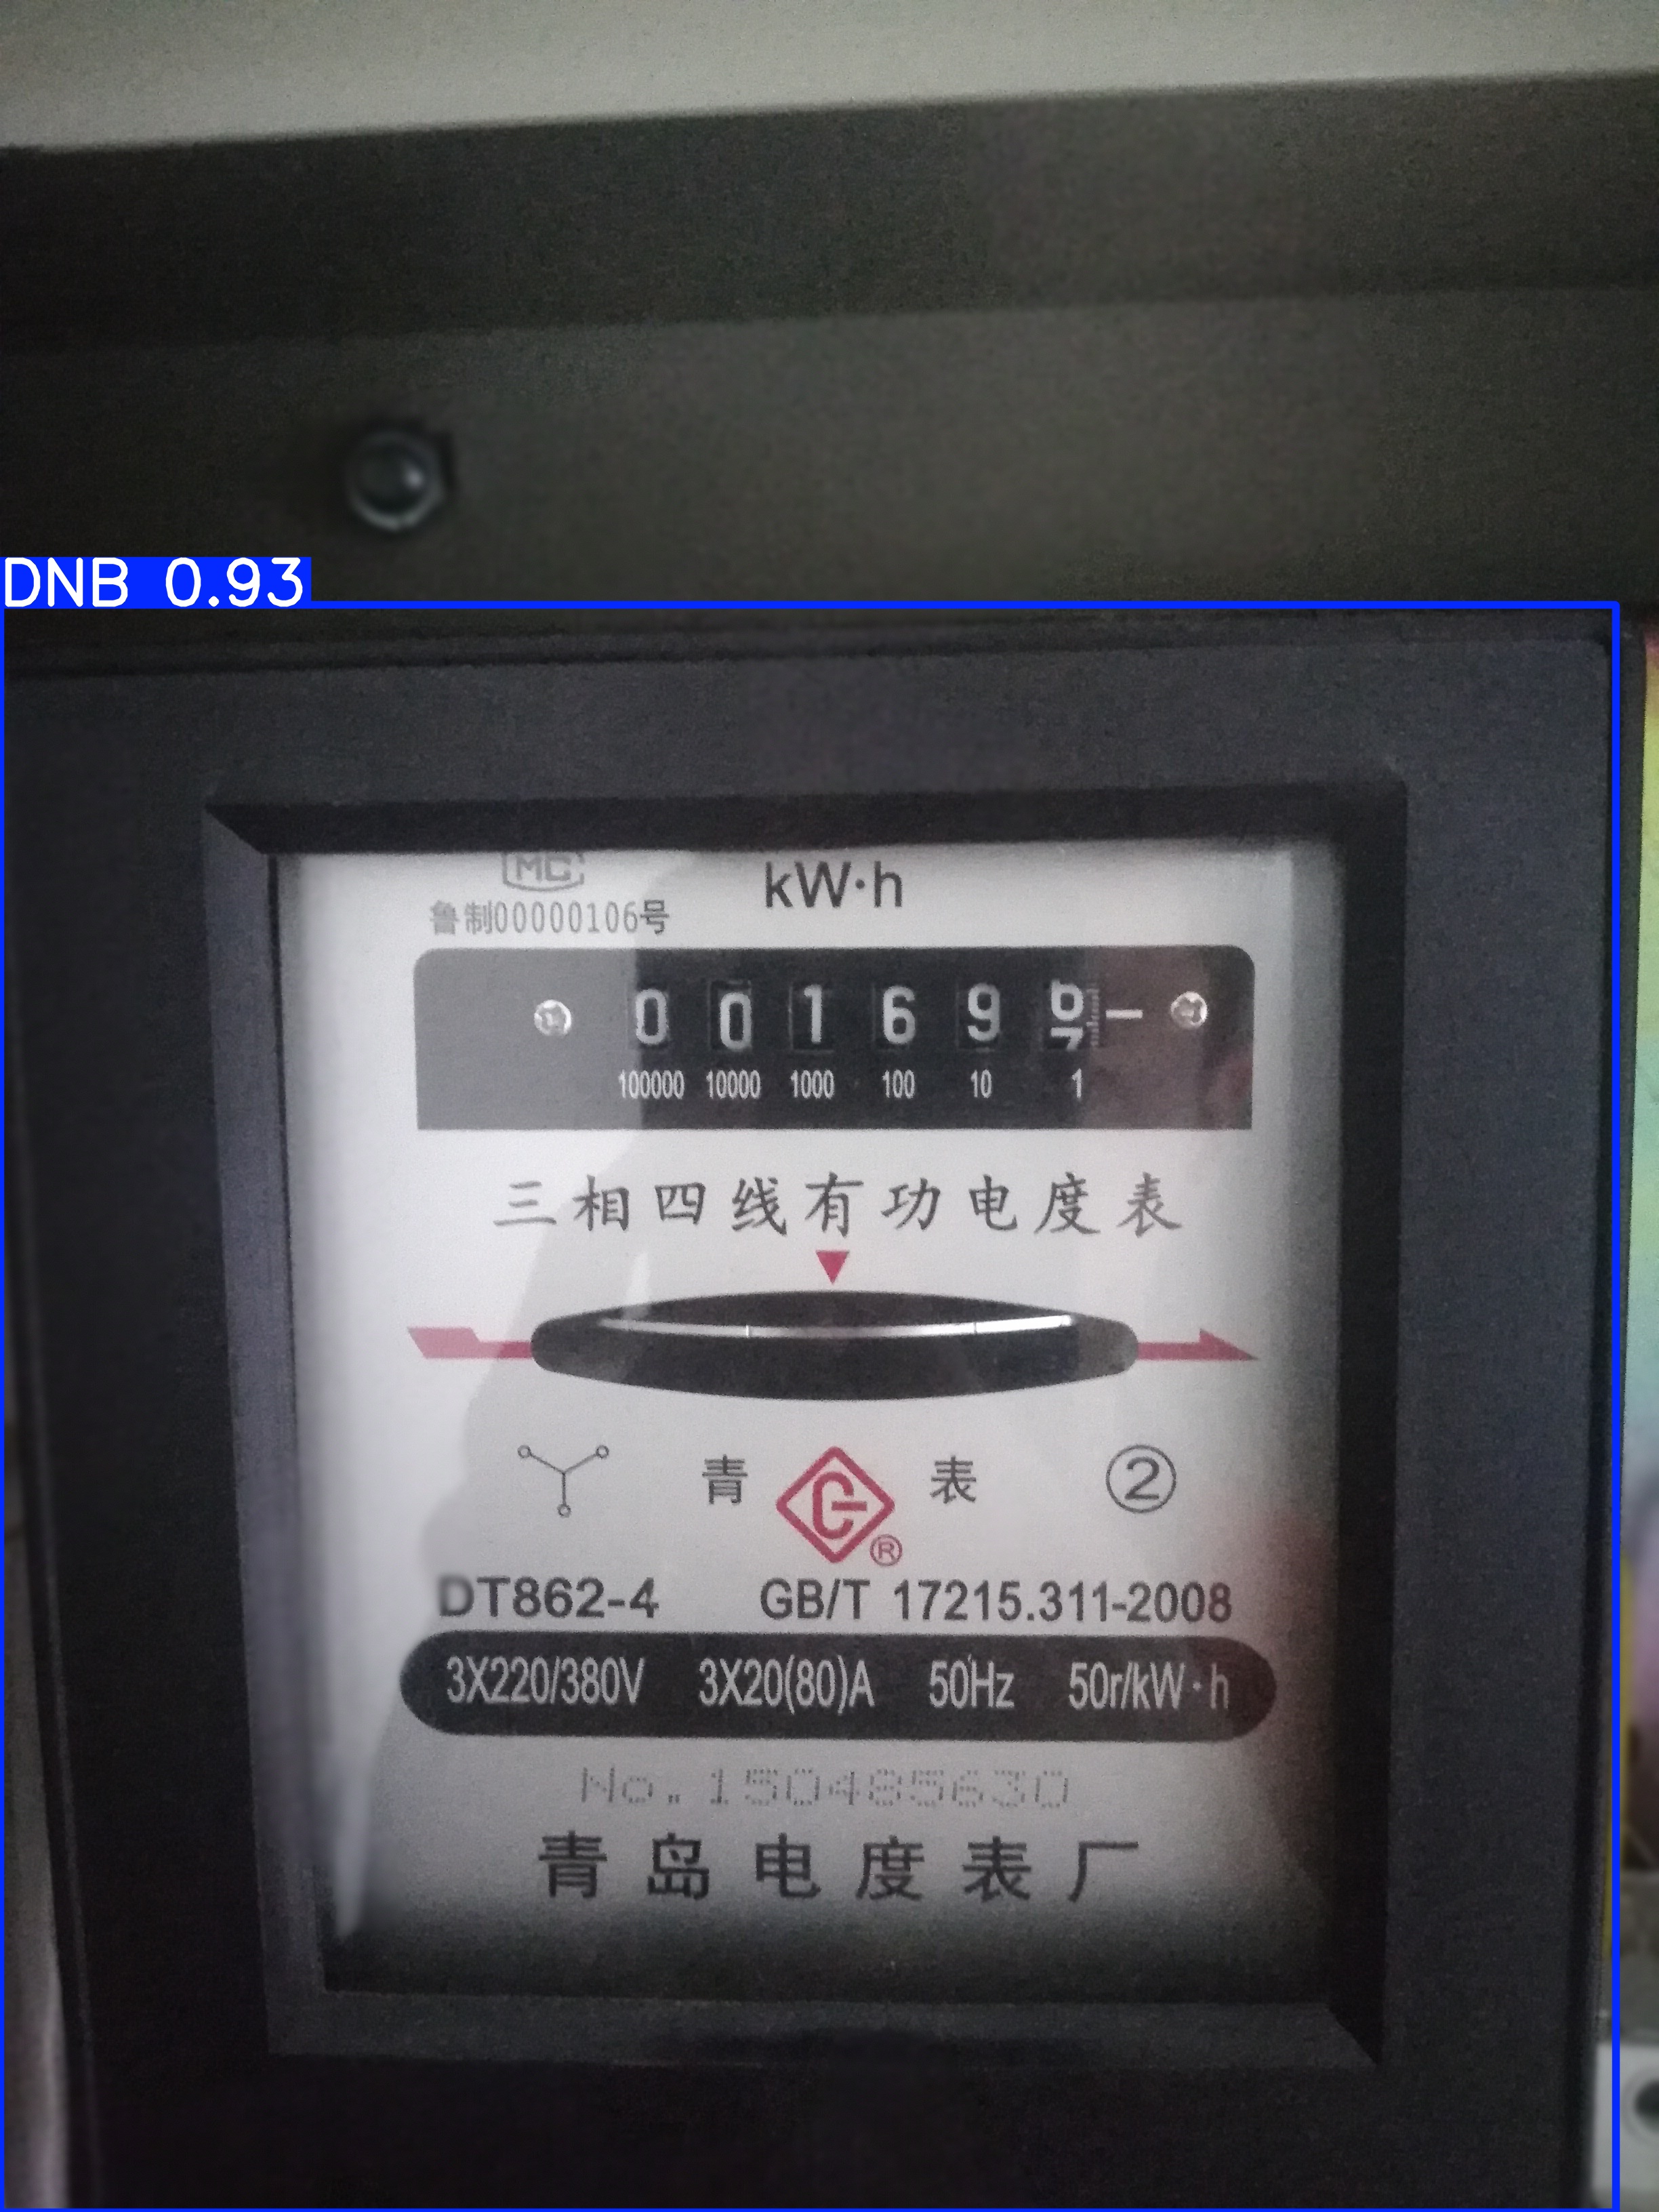 DNB 0.93
MC
kW·h
鲁制00000106号
0 0 1 6 9 6
7
100000 10000 1000 100 10 1
三相四线有功电度表
青 表 ②
®
DT862-4 GB/T 17215.311-2008
3X220/380V 3X20(80)A 50Hz 50r/kW·h
No.150485630
青岛电度表厂